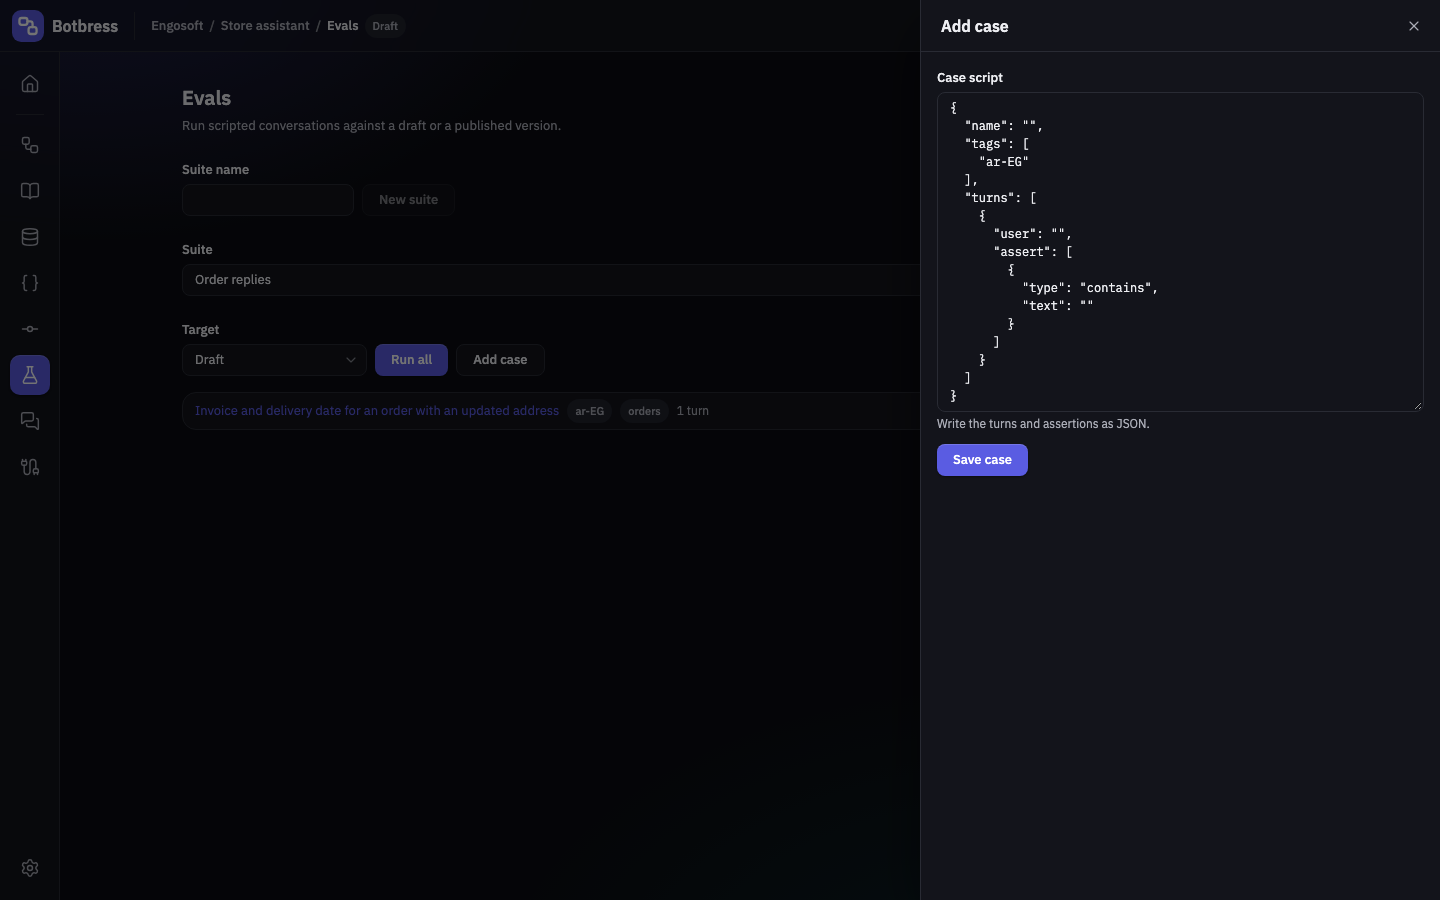 Botbress
Engosoft / Store assistant / Evals Draft
Evals
Run scripted conversations against a draft or a published version.
Suite name
New suite
Suite
Order replies
Target
Draft
Run all
Add case
Invoice and delivery date for an order with an updated address ar-EG orders 1 turn
Add case
Case script
{
  "name": "",
  "tags": [
    "ar-EG"
  ],
  "turns": [
    {
      "user": "",
      "assert": [
        {
          "type": "contains",
          "text": ""
        }
      ]
    }
  ]
}
Write the turns and assertions as JSON.
Save case